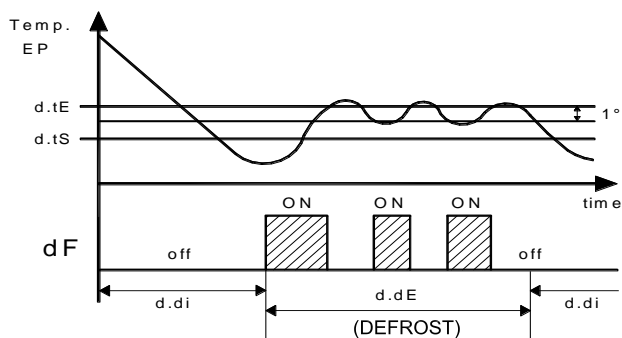 Temp.
EP
d.tE
1°
d.tS
ON ON ON time
dF
off off
d.di d.dE d.di
(DEFROST)